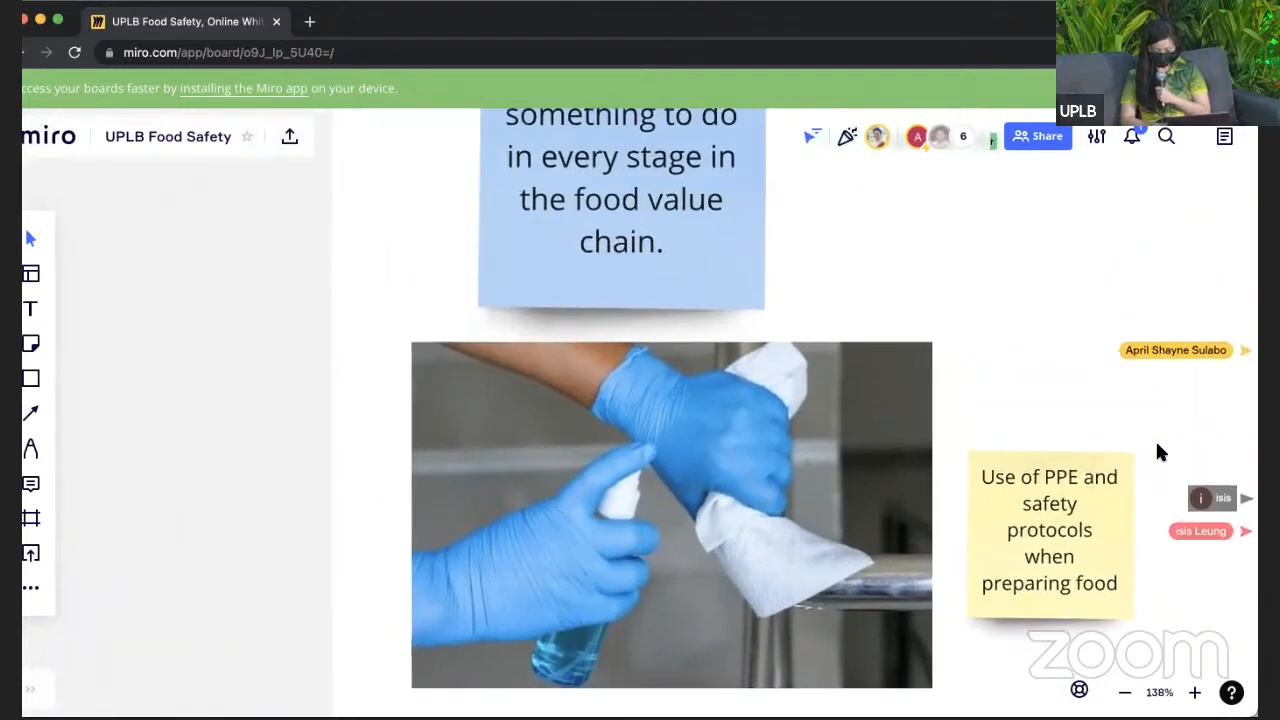 UPLB Food Safety, Online Whit
miro.com/app/board/o9J_lp_5U40=/
ccess your boards faster by installing the Miro app on your device.
UPLB
miro
UPLB Food Safety
A
6
Share
something to do
in every stage in
the food value
chain.
T
April Shayne Sulabo
Use of PPE and
safety
protocols
when
preparing food
i isis
isis Leung
zoom
138%